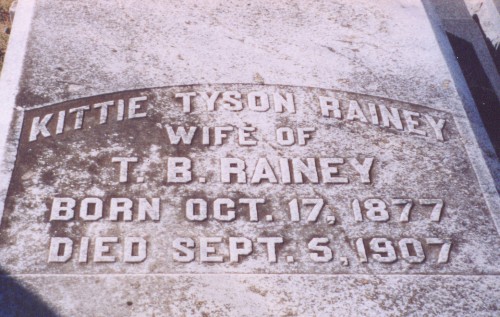 KITTIE TYSON RAINEY
WIFE OF
T. B. RAINEY
BORN OCT. 17, 1877
DIED SEPT. 5, 1907